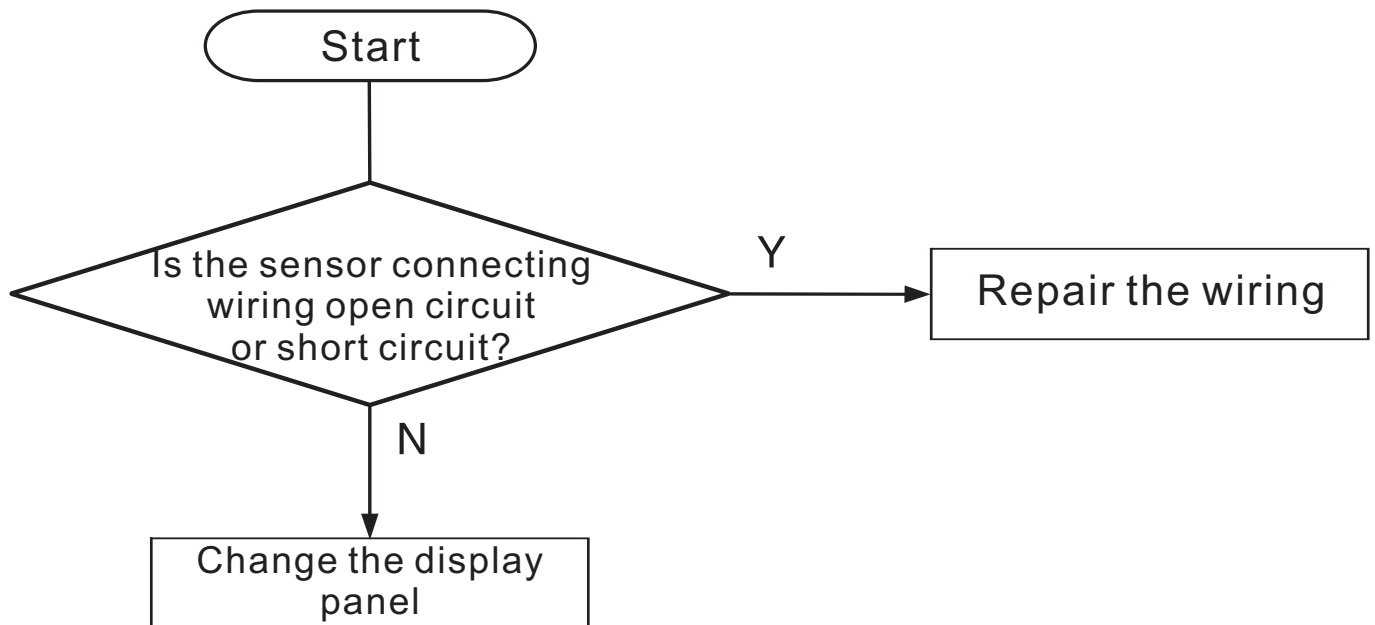 Start
Is the sensor connecting
wiring open circuit
or short circuit?
Y
Repair the wiring
N
Change the display
panel